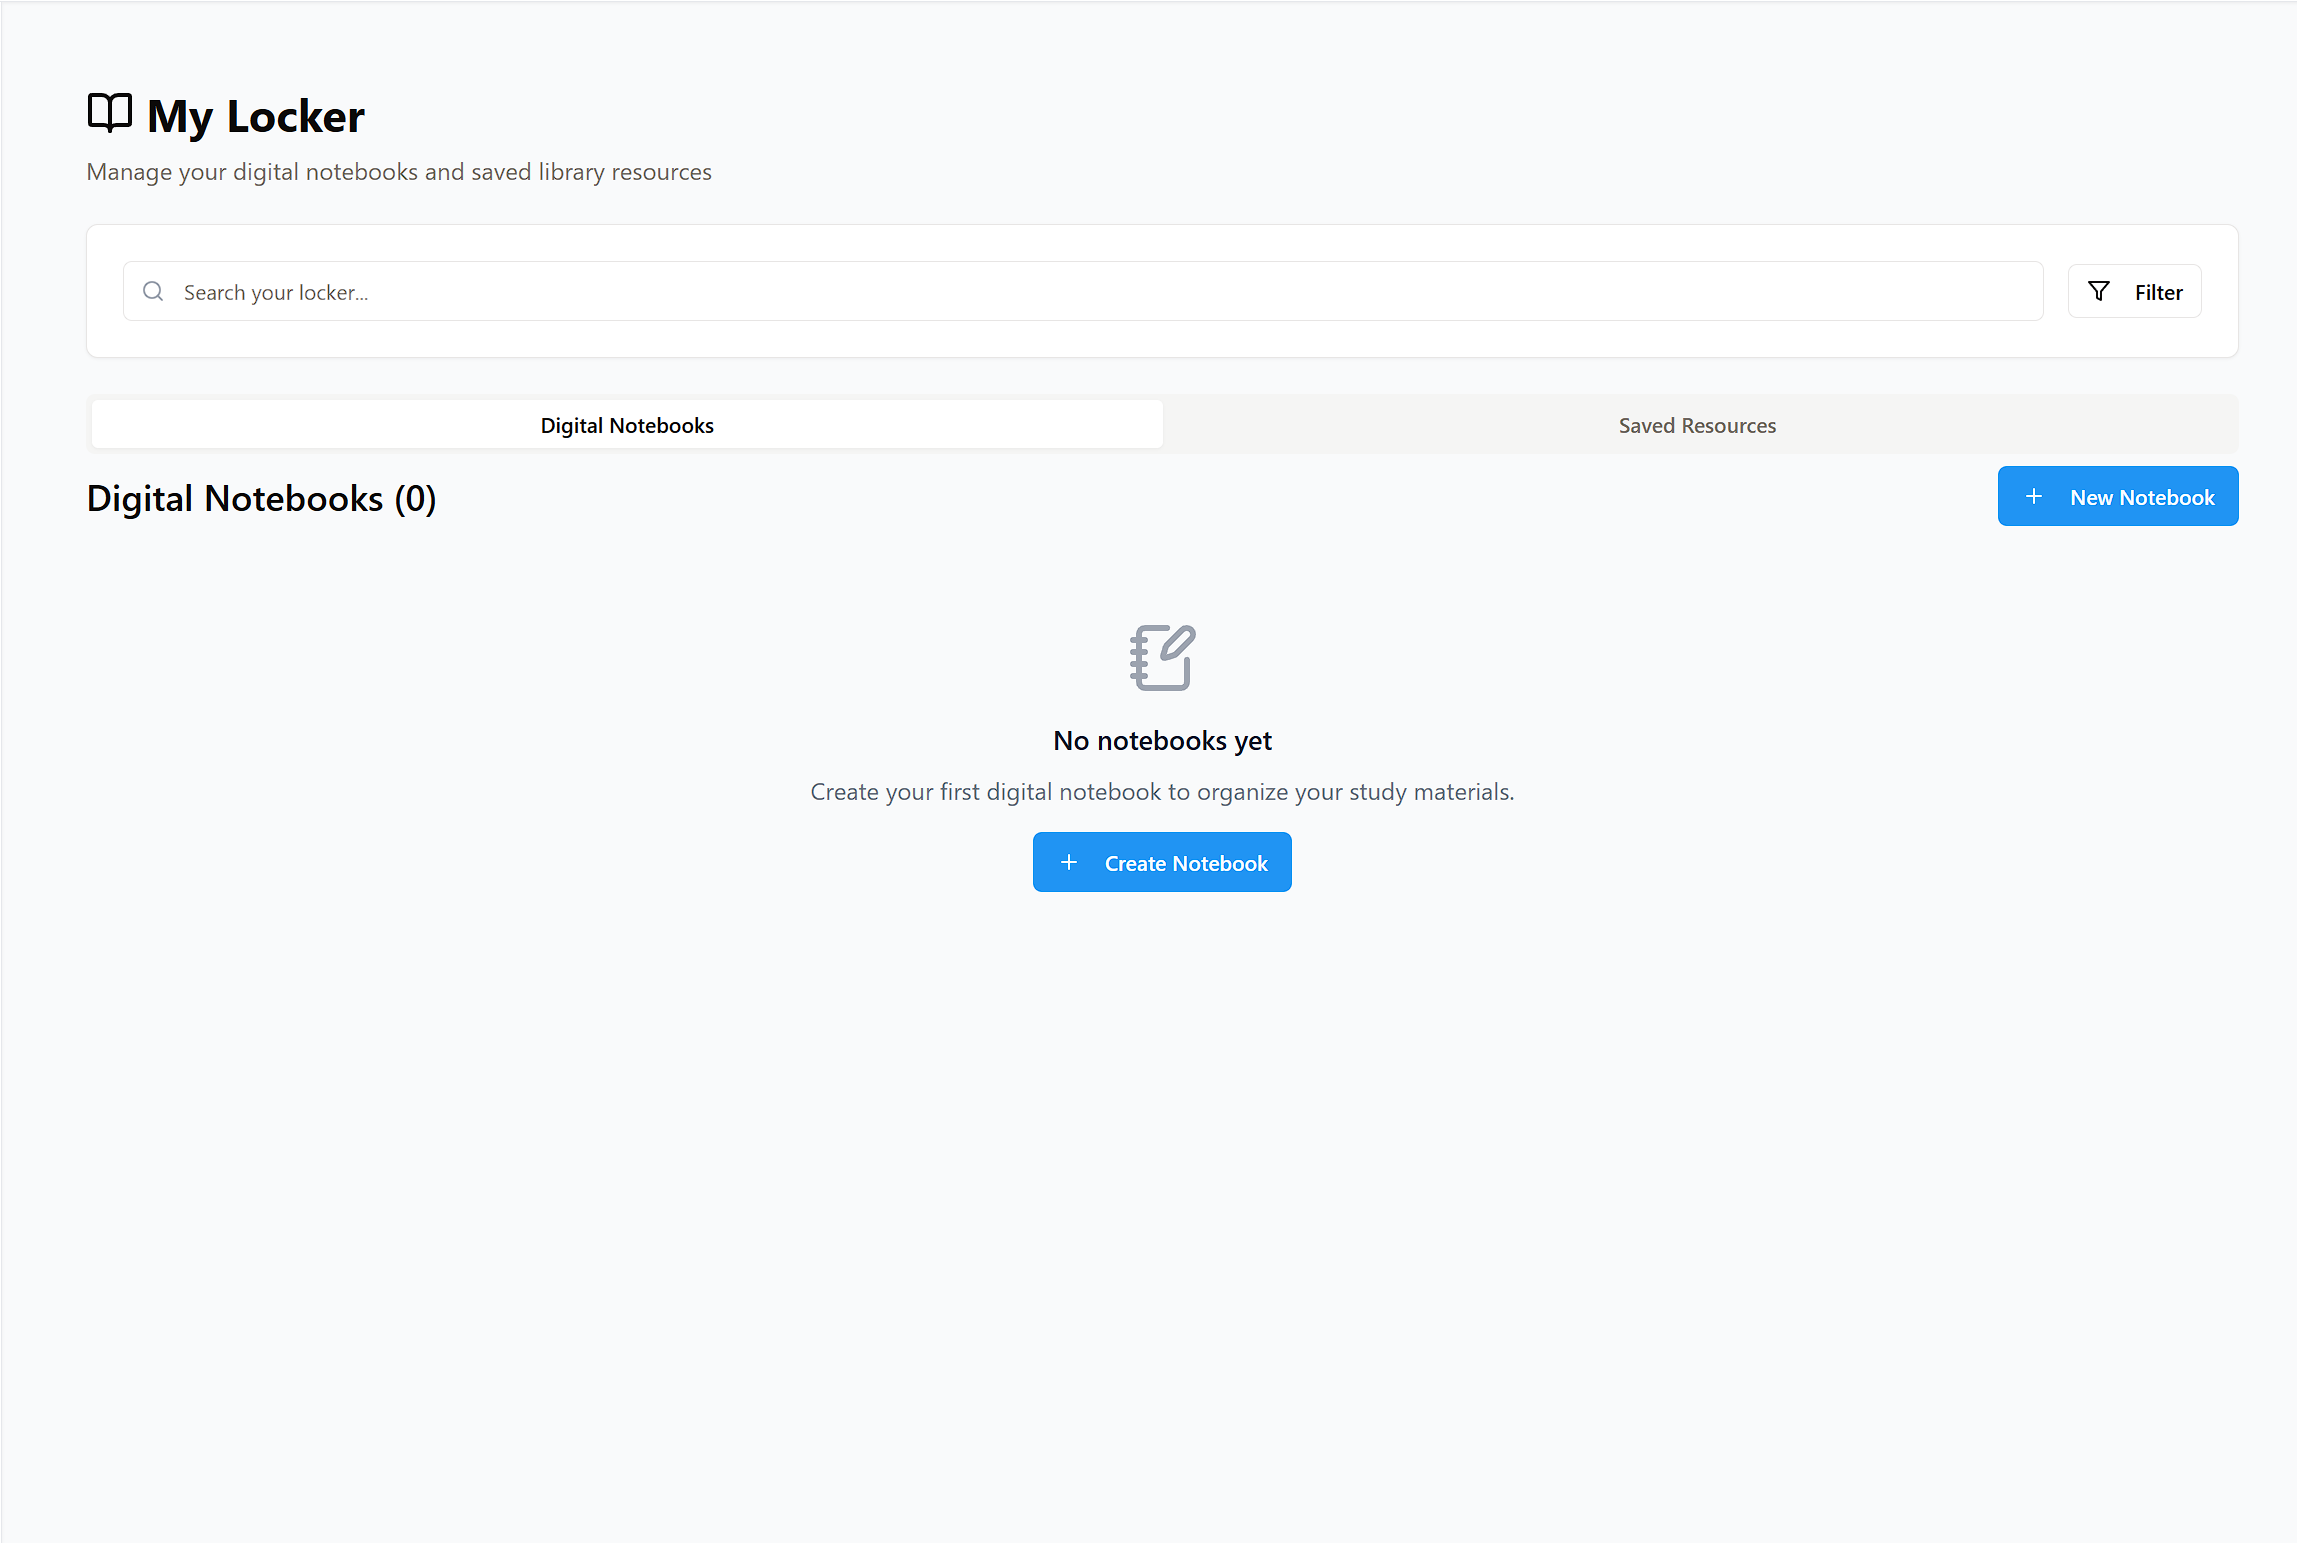 My Locker
Manage your digital notebooks and saved library resources
Search your locker...
Filter
Digital Notebooks
Saved Resources
Digital Notebooks (0)
New Notebook
No notebooks yet
Create your first digital notebook to organize your study materials.
Create Notebook